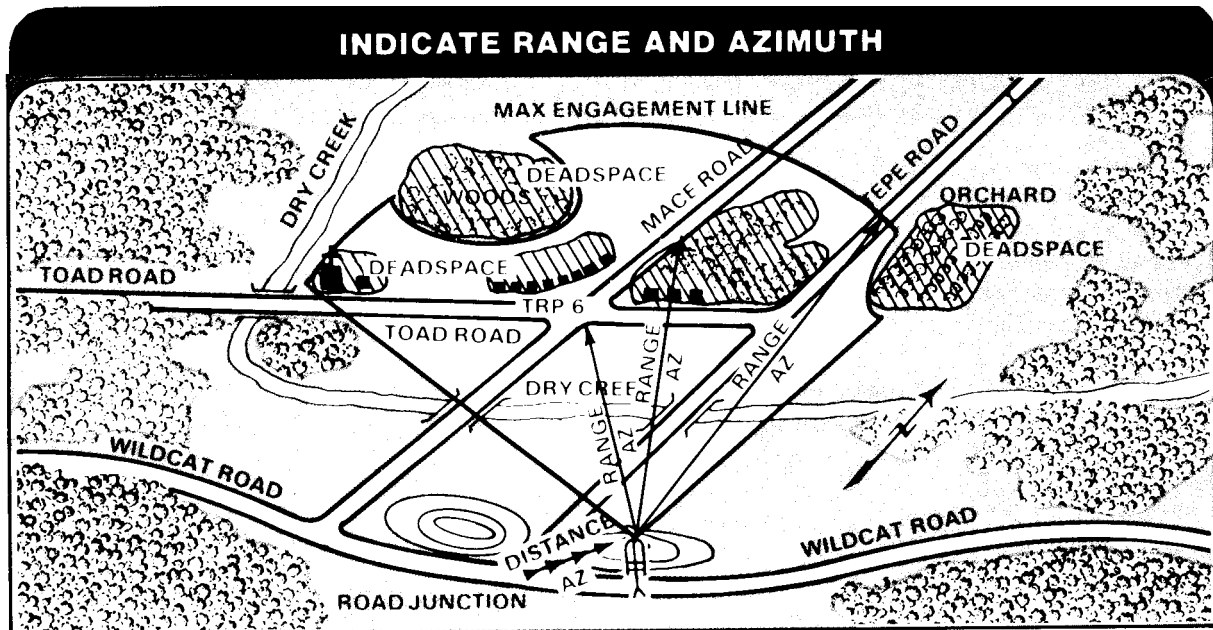 INDICATE RANGE AND AZIMUTH
MAX ENGAGEMENT LINE
DRY CREEK
DEADSPACE
WOODS
MACE ROAD
TEPE ROAD
ORCHARD
DEADSPACE
DEADSPACE
TOAD ROAD
TRP 6
TOAD ROAD
RANGE
AZ
RANGE
AZ
DRY CREE
RANGE
AZ
N
WILDCAT ROAD
DISTANCE
AZ
WILDCAT ROAD
ROAD JUNCTION